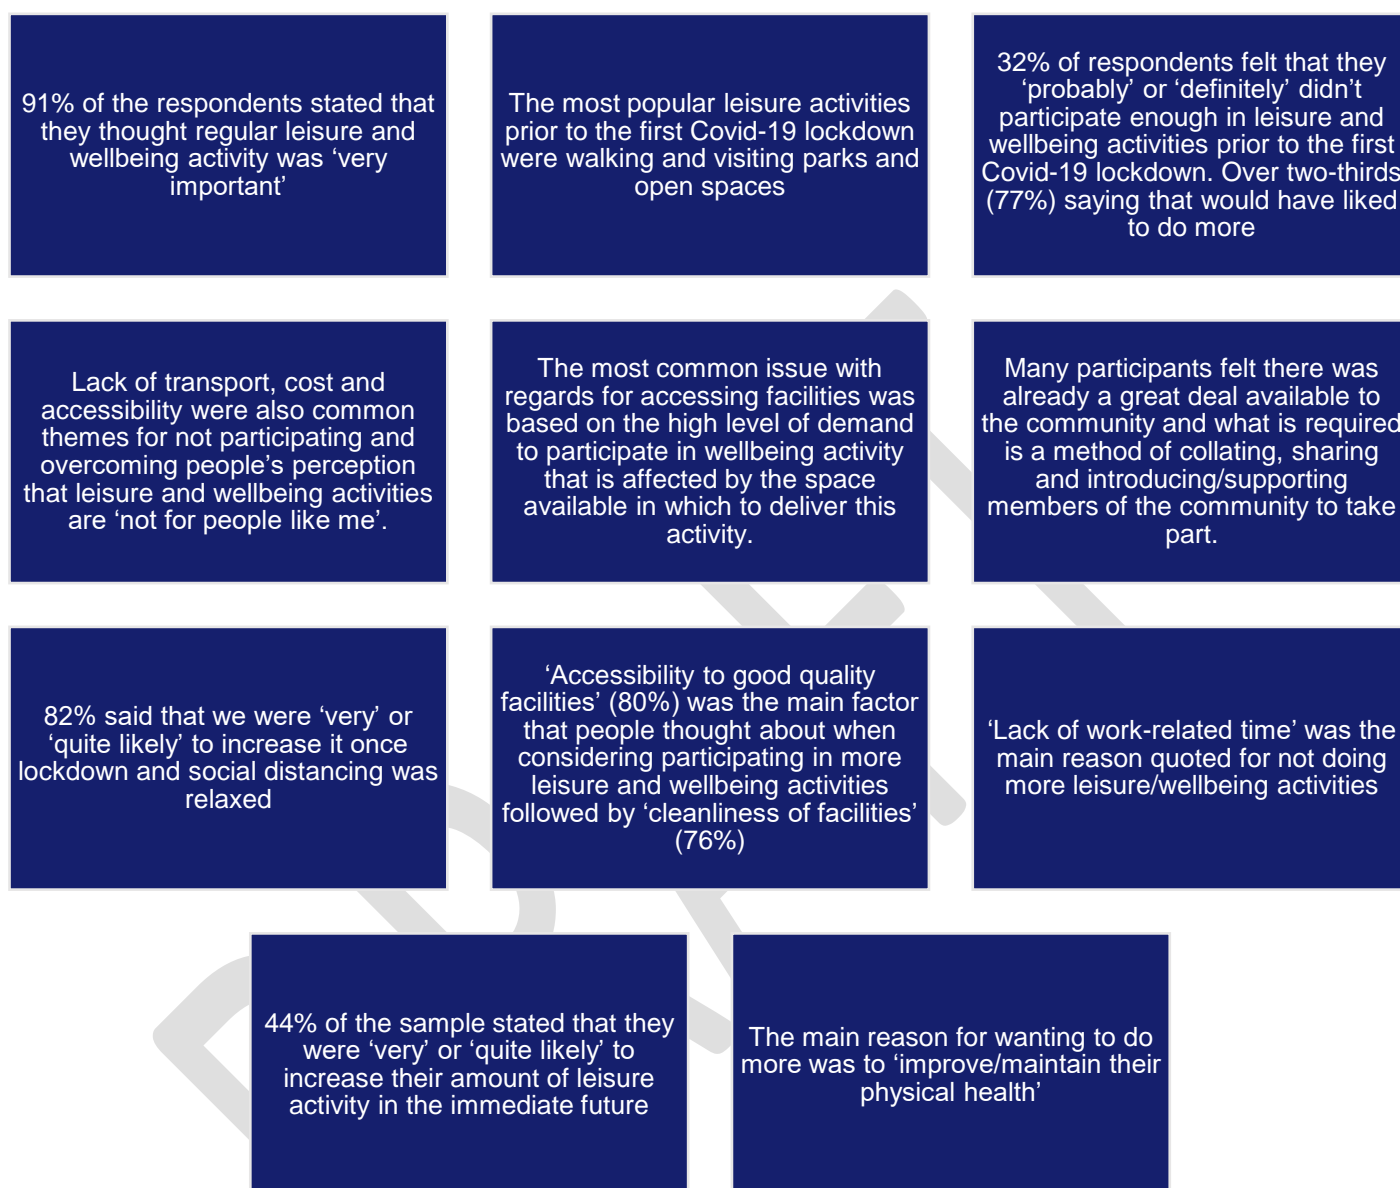 91% of the respondents stated that
they thought regular leisure and
wellbeing activity was ‘very
important’
The most popular leisure activities
prior to the first Covid-19 lockdown
were walking and visiting parks and
open spaces
32% of respondents felt that they
‘probably’ or ‘definitely’ didn’t
participate enough in leisure and
wellbeing activities prior to the first
Covid-19 lockdown. Over two-thirds
(77%) saying that would have liked
to do more
Lack of transport, cost and
accessibility were also common
themes for not participating and
overcoming people’s perception
that leisure and wellbeing activities
are ‘not for people like me’.
The most common issue with
regards for accessing facilities was
based on the high level of demand
to participate in wellbeing activity
that is affected by the space
available in which to deliver this
activity.
Many participants felt there was
already a great deal available to
the community and what is required
is a method of collating, sharing
and introducing/supporting
members of the community to take
part.
82% said that we were ‘very’ or
‘quite likely’ to increase it once
lockdown and social distancing was
relaxed
‘Accessibility to good quality
facilities’ (80%) was the main factor
that people thought about when
considering participating in more
leisure and wellbeing activities
followed by ‘cleanliness of facilities’
(76%)
‘Lack of work-related time’ was the
main reason quoted for not doing
more leisure/wellbeing activities
44% of the sample stated that they
were ‘very’ or ‘quite likely’ to
increase their amount of leisure
activity in the immediate future
The main reason for wanting to do
more was to ‘improve/maintain their
physical health’